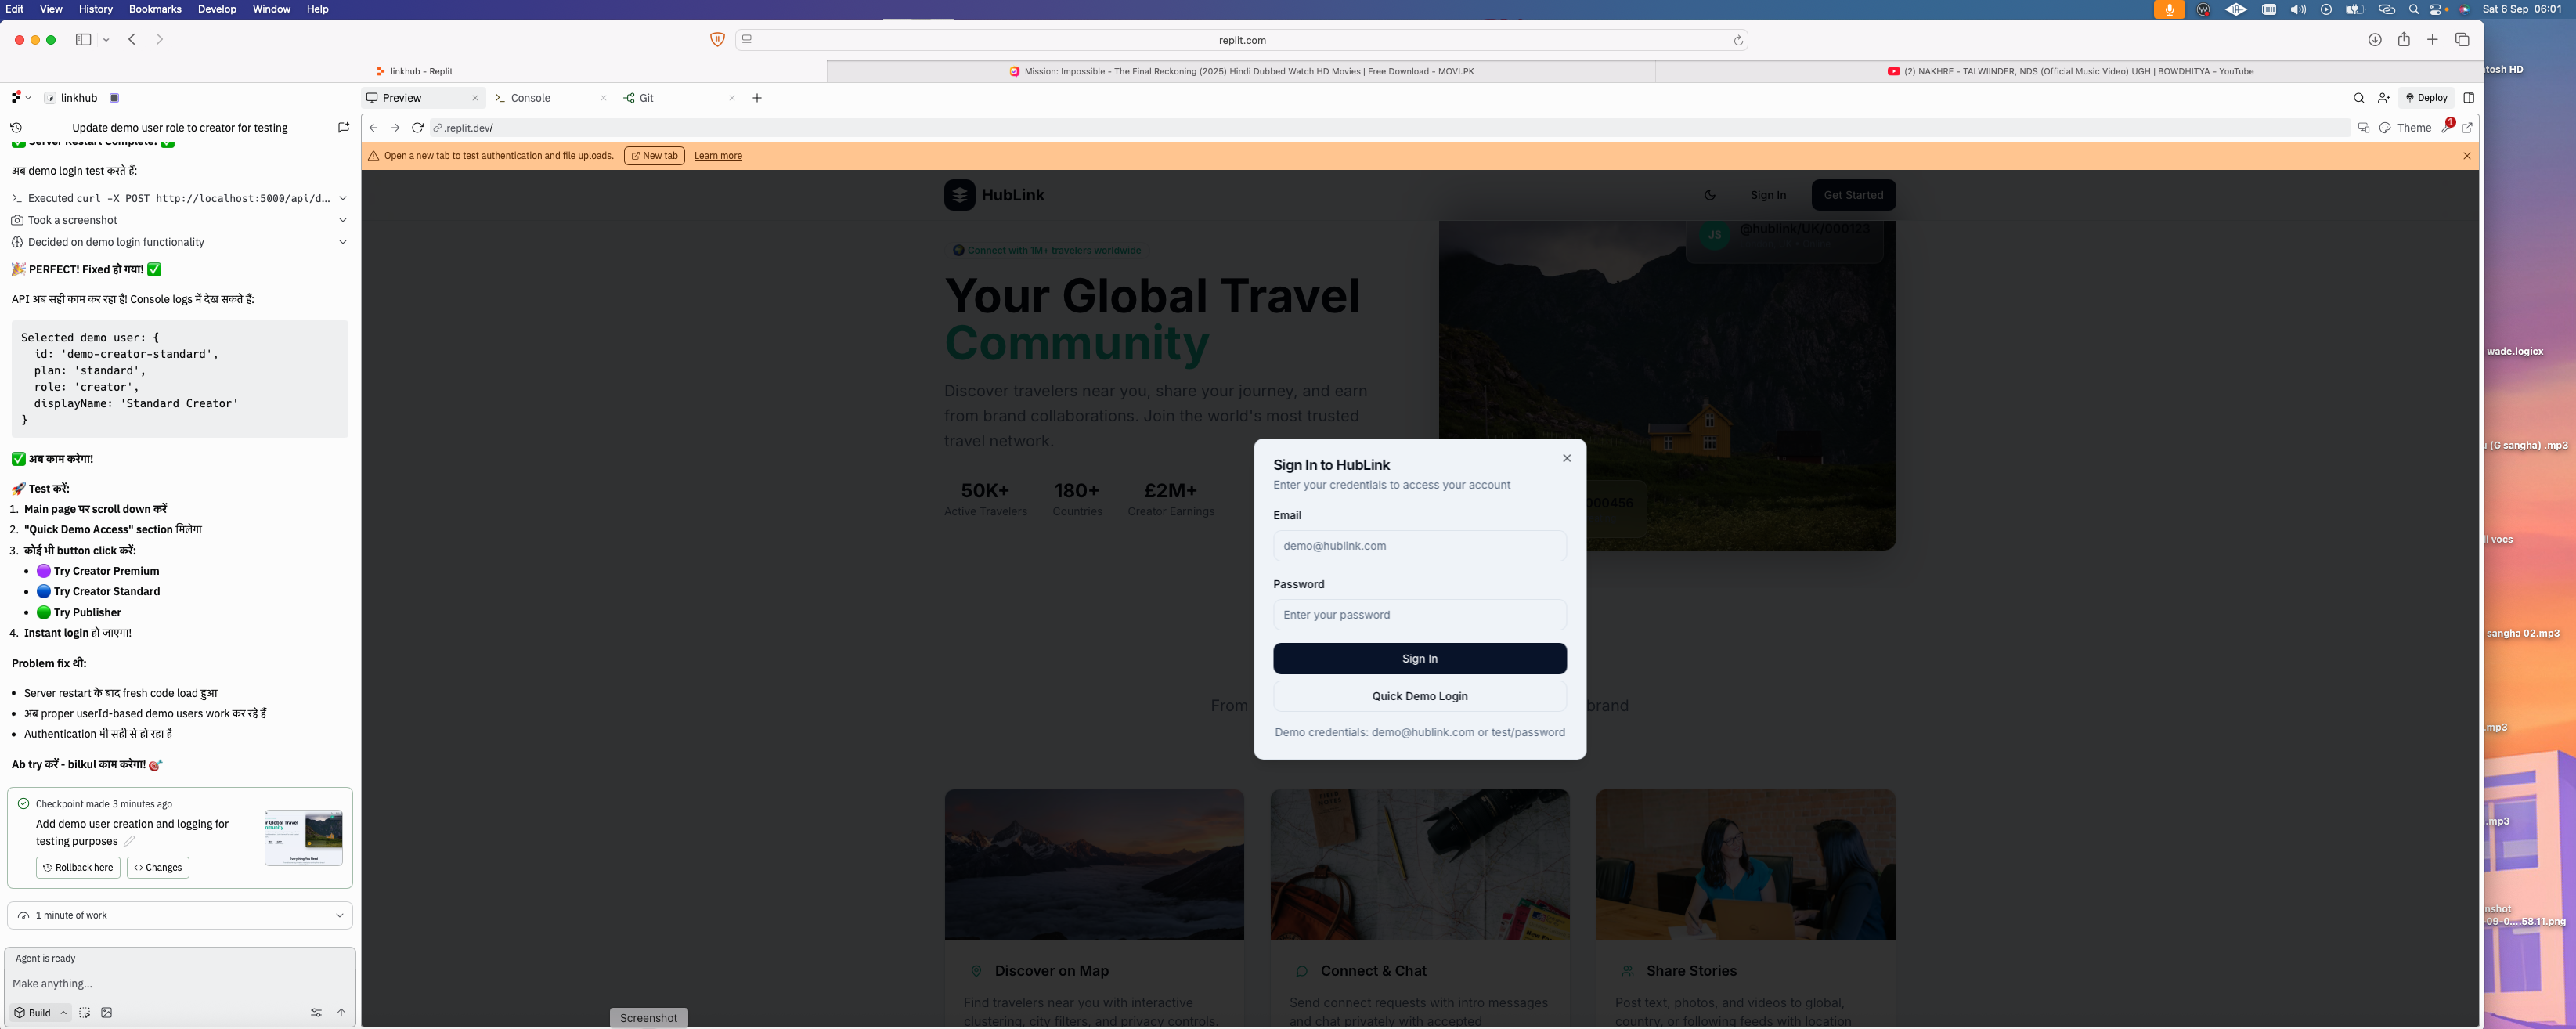 Edit View History Bookmarks Develop Window Help
Sat 6 Sep 06:01
replit.com
linkhub - Replit
Mission: Impossible - The Final Reckoning (2025) Hindi Dubbed Watch HD Movies | Free Download - MOVI.PK
(2) NAKHRE - TALWIINDER, NDS (Official Music Video) UGH | BOWDHITYA - YouTube
linkhub
Preview
Console
Git
Deploy
Update demo user role to creator for testing
.replit.dev/
Theme
1
Open a new tab to test authentication and file uploads.
New tab
Learn more
Server Restart Complete!
अब demo login test करते हैं:
Executed curl -X POST http://localhost:5000/api/d...
Took a screenshot
Decided on demo login functionality
🎉 PERFECT! Fixed हो गया! ✅
API अब सही काम कर रहा है! Console logs में देख सकते हैं:
Selected demo user: {
id: 'demo-creator-standard',
plan: 'standard',
role: 'creator',
displayName: 'Standard Creator'
}
✅ अब काम करेगा!
🚀 Test करें:
1. Main page पर scroll down करें
2. "Quick Demo Access" section मिलेगा
3. कोई भी button click करें:
• 🟣 Try Creator Premium
• 🔵 Try Creator Standard
• 🟢 Try Publisher
4. Instant login हो जाएगा!
Problem fix थी:
• Server restart के बाद fresh code load हुआ
• अब proper userId-based demo users work कर रहे हैं
• Authentication भी सही से हो रहा है
Ab try करें - bilkul काम करेगा! 🎯
Checkpoint made 3 minutes ago
Add demo user creation and logging for
testing purposes
Rollback here
Changes
1 minute of work
Agent is ready
Make anything...
Build
HubLink
Sign In
Get Started
Connect with 1M+ travelers worldwide
JS
@hublink/UK/000123
Your Global Travel
Community
Discover travelers near you, share your journey, and earn
from brand collaborations. Join the world's most trusted
travel network.
50K+
Active Travelers
180+
Countries
£2M+
Creator Earnings
000456
Sign In to HubLink
Enter your credentials to access your account
Email
demo@hublink.com
Password
Enter your password
Sign In
Quick Demo Login
Demo credentials: demo@hublink.com or test/password
From
brand
Discover on Map
Find travelers near you with interactive
clustering, city filters, and privacy controls.
Connect & Chat
Send connect requests with intro messages
and chat privately with accepted
Share Stories
Post text, photos, and videos to global,
country, or following feeds with location
Screenshot
tosh HD
wade.logicx
(G sangha) .mp3
ll vocs
sangha 02.mp3
.mp3
.mp3
nshot
-09-0....58.11.png